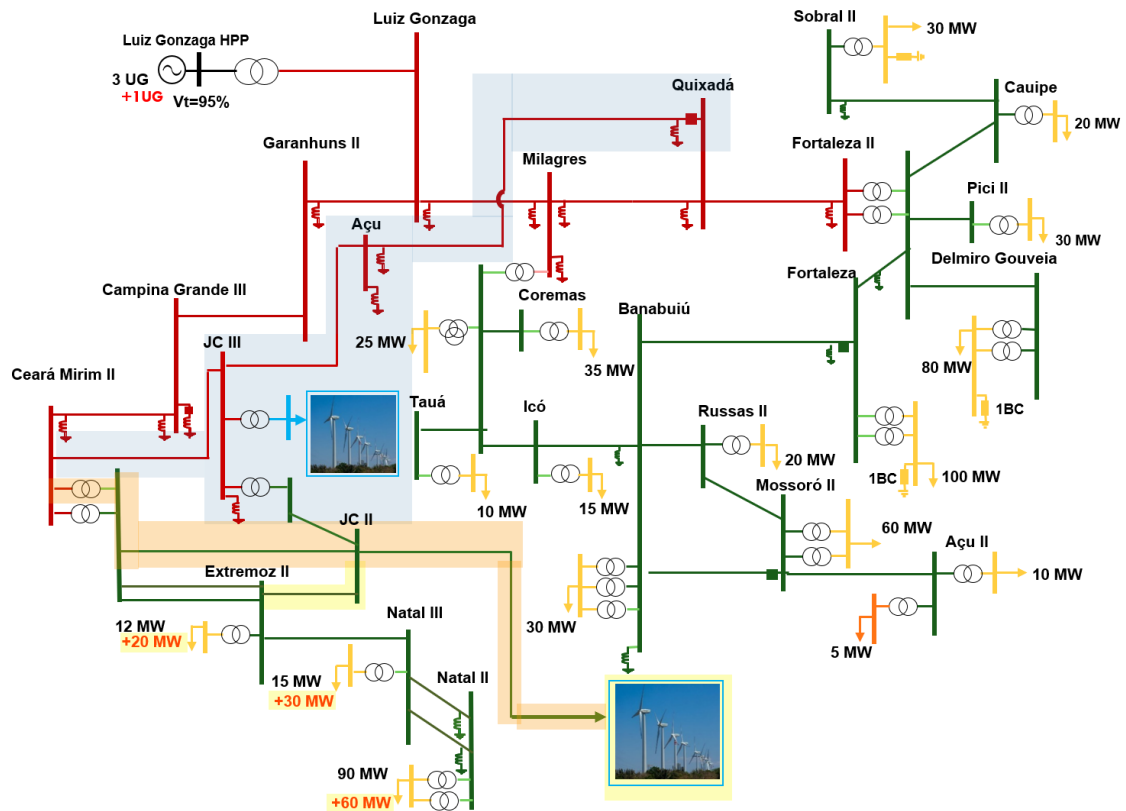 Luiz Gonzaga
Luiz Gonzaga HPP
3 UG
+1UG
Vt=95%
Sobral II
30 MW
Quixadá
Cauipe
20 MW
Garanhuns II
Milagres
Fortaleza II
Pici II
30 MW
Açu
Delmiro Gouveia
Fortaleza
Campina Grande III
Coremas
Banabuiú
25 MW
35 MW
80 MW
JC III
Ceará Mirim II
1BC
Tauá
Icó
Russas II
20 MW
1BC
100 MW
10 MW
15 MW
Mossoró II
60 MW
JC II
Açu II
10 MW
Extremoz II
12 MW
+20 MW
Natal III
30 MW
5 MW
15 MW
+30 MW
Natal II
90 MW
+60 MW